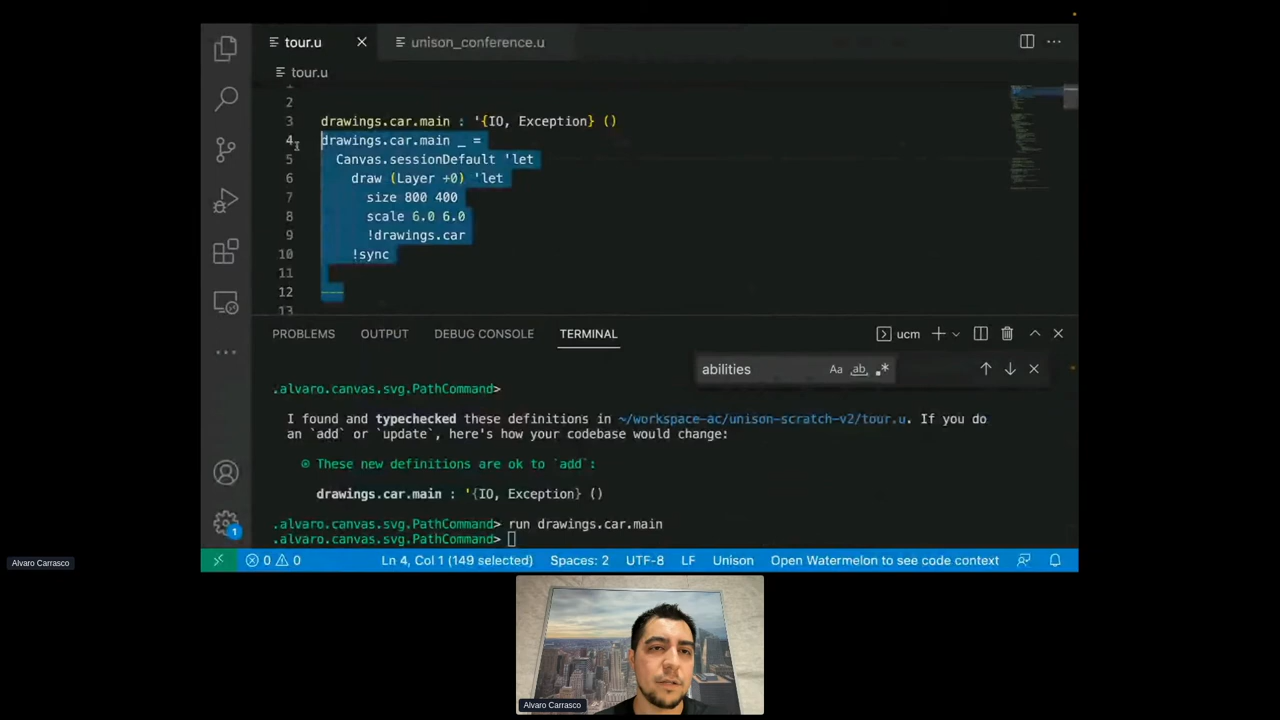 tour.u
unison_conference.u
tour.u
1
2
3 drawings.car.main : '{IO, Exception} ()
4 drawings.car.main _ =
5 Canvas.sessionDefault 'let
6 draw (Layer +0) 'let
7 size 800 400
8 scale 6.0 6.0
9 !drawings.car
10 !sync
11
12 ---
13
PROBLEMS OUTPUT DEBUG CONSOLE TERMINAL
ucm
abilities Aa ab .*
.alvaro.canvas.svg.PathCommand>
I found and typechecked these definitions in ~/workspace-ac/unison-scratch-v2/tour.u. If you do
an `add` or `update`, here's how your codebase would change:
These new definitions are ok to `add`:
drawings.car.main : '{IO, Exception} ()
.alvaro.canvas.svg.PathCommand> run drawings.car.main
.alvaro.canvas.svg.PathCommand>
1
0 0 Ln 4, Col 1 (149 selected) Spaces: 2 UTF-8 LF Unison Open Watermelon to see code context
Alvaro Carrasco
Alvaro Carrasco